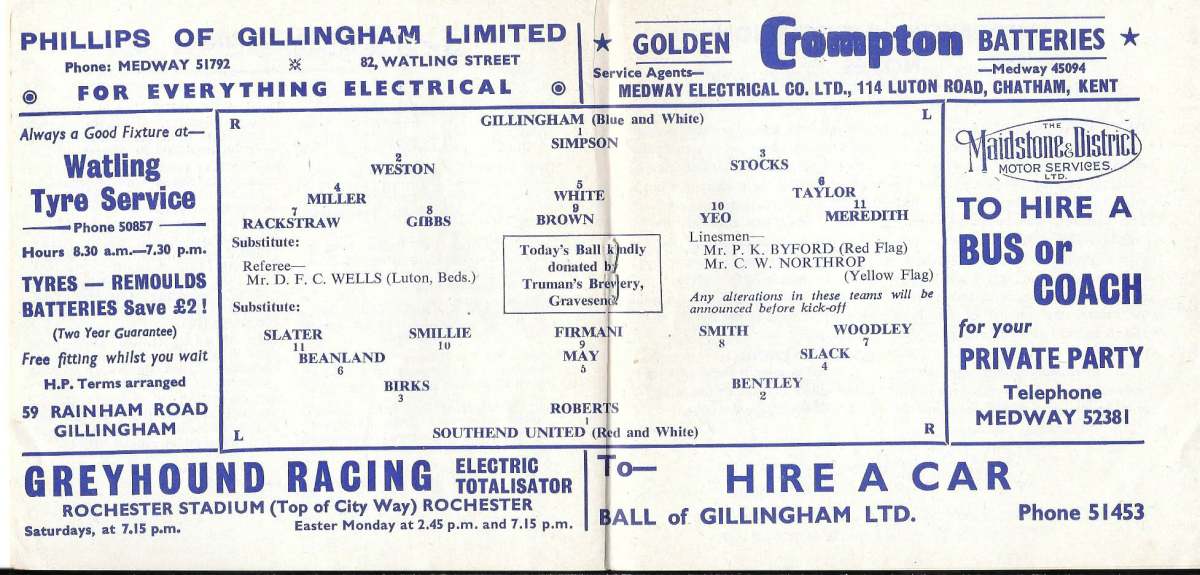 PHILLIPS OF GILLINGHAM LIMITED
Phone: MEDWAY 51792 82, WATLING STREET
FOR EVERYTHING ELECTRICAL
GOLDEN Crompton BATTERIES
Service Agents— —Medway 45094
MEDWAY ELECTRICAL CO. LTD., 114 LUTON ROAD, CHATHAM, KENT
Always a Good Fixture at—
Watling
Tyre Service
Phone 50857
Hours 8.30 a.m.—7.30 p.m.
TYRES — REMOULDS
BATTERIES Save £2!
(Two Year Guarantee)
Free fitting whilst you wait
H.P. Terms arranged
59 RAINHAM ROAD
GILLINGHAM
R L
GILLINGHAM (Blue and White)
1
SIMPSON
2 3
WESTON STOCKS
4 5 6
MILLER WHITE TAYLOR
7 8 9 10 11
RACKSTRAW GIBBS BROWN YEO MEREDITH
Substitute:
Referee—
Mr. D. F. C. WELLS (Luton, Beds.)
Substitute:
Today's Ball kindly
donated by
Truman's Brewery,
Gravesend
Linesmen—
Mr. P. K. BYFORD (Red Flag)
Mr. C. W. NORTHROP
(Yellow Flag)
Any alterations in these teams will be
announced before kick-off
SLATER SMILLIE FIRMANI SMITH WOODLEY
11 10 9 8 7
BEANLAND MAY SLACK
6 5 4
BIRKS BENTLEY
3 2
ROBERTS
1
L R
SOUTHEND UNITED (Red and White)
THE
Maidstone & District
MOTOR SERVICES
LTD.
TO HIRE A
BUS or
COACH
for your
PRIVATE PARTY
Telephone
MEDWAY 52381
GREYHOUND RACING ELECTRIC
TOTALISATOR
ROCHESTER STADIUM (Top of City Way) ROCHESTER
Saturdays, at 7.15 p.m. Easter Monday at 2.45 p.m. and 7.15 p.m.
To—
HIRE A CAR
BALL of GILLINGHAM LTD. Phone 51453